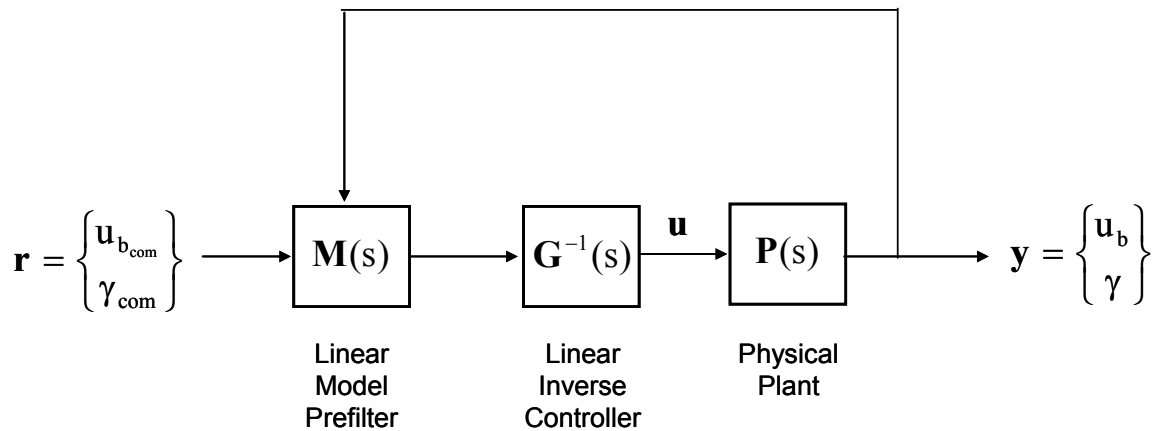 r = { u_b_com γ_com }
M(s)
G⁻¹(s)
u
P(s)
y = { u_b γ }
Linear
Model
Prefilter
Linear
Inverse
Controller
Physical
Plant